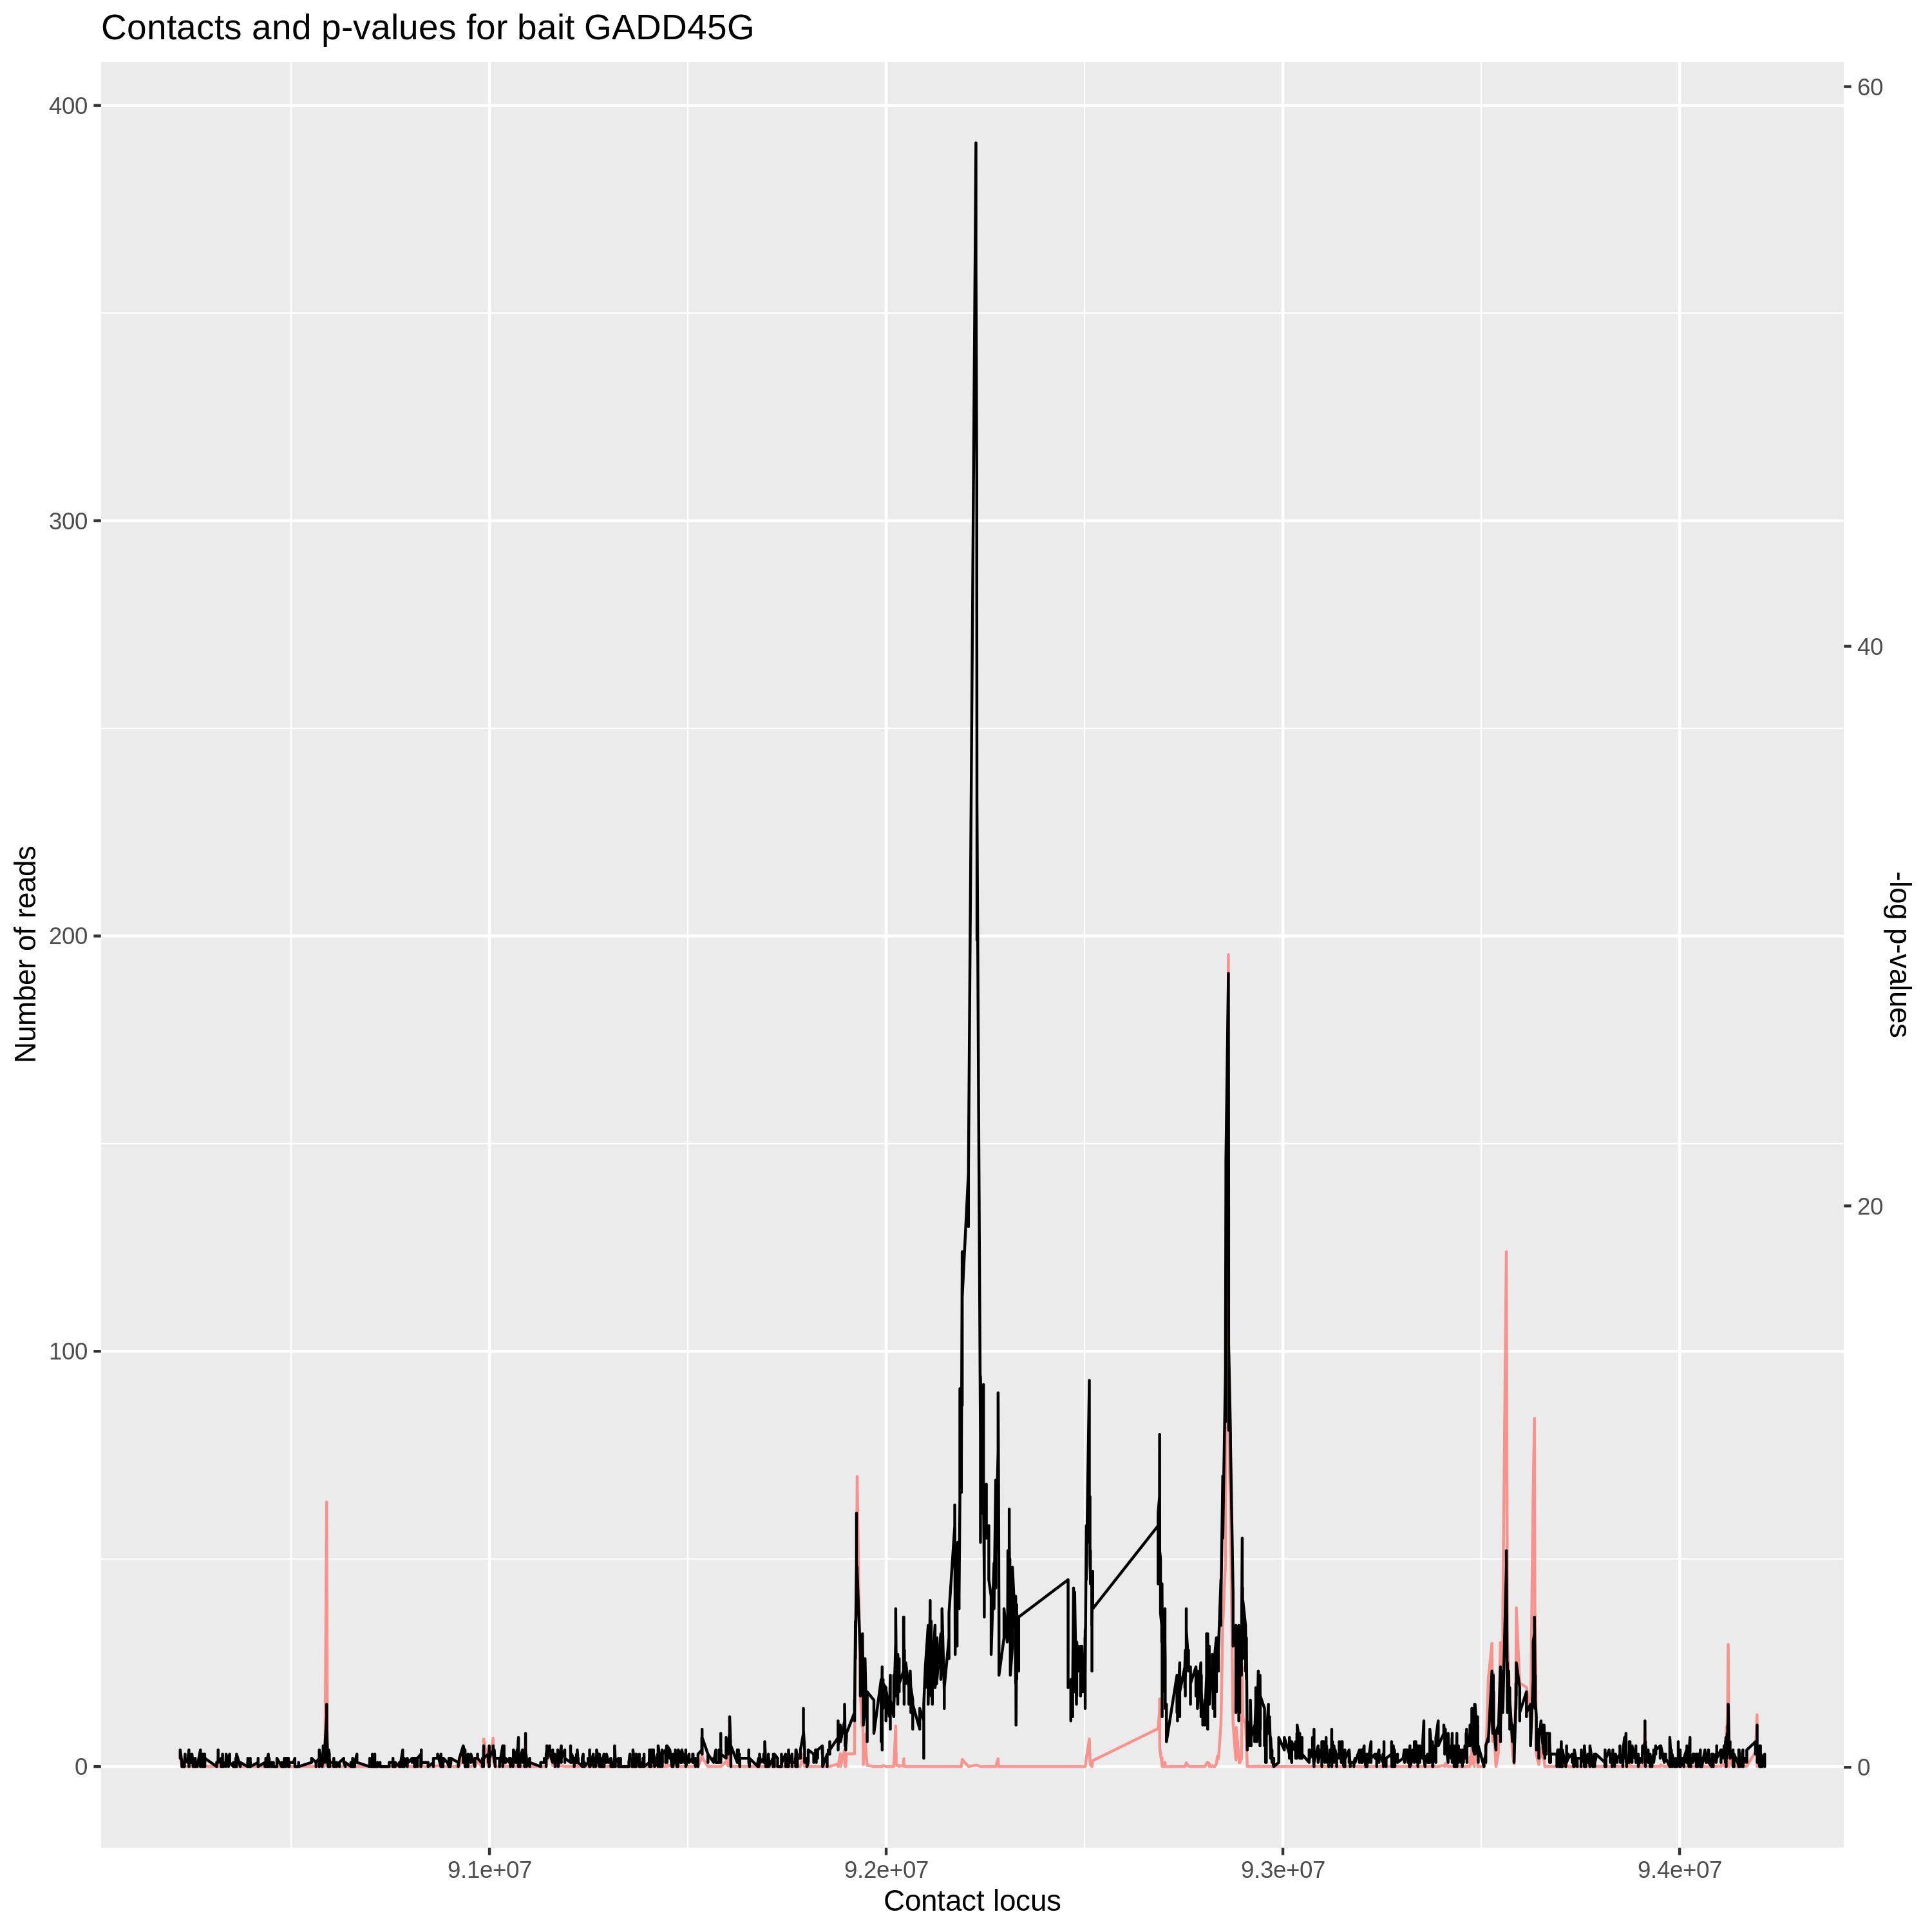 Contacts and p-values for bait GADD45G
400
300
200
100
0
Number of reads
60
40
20
0
-log p-values
9.1e+07
9.2e+07
9.3e+07
9.4e+07
Contact locus